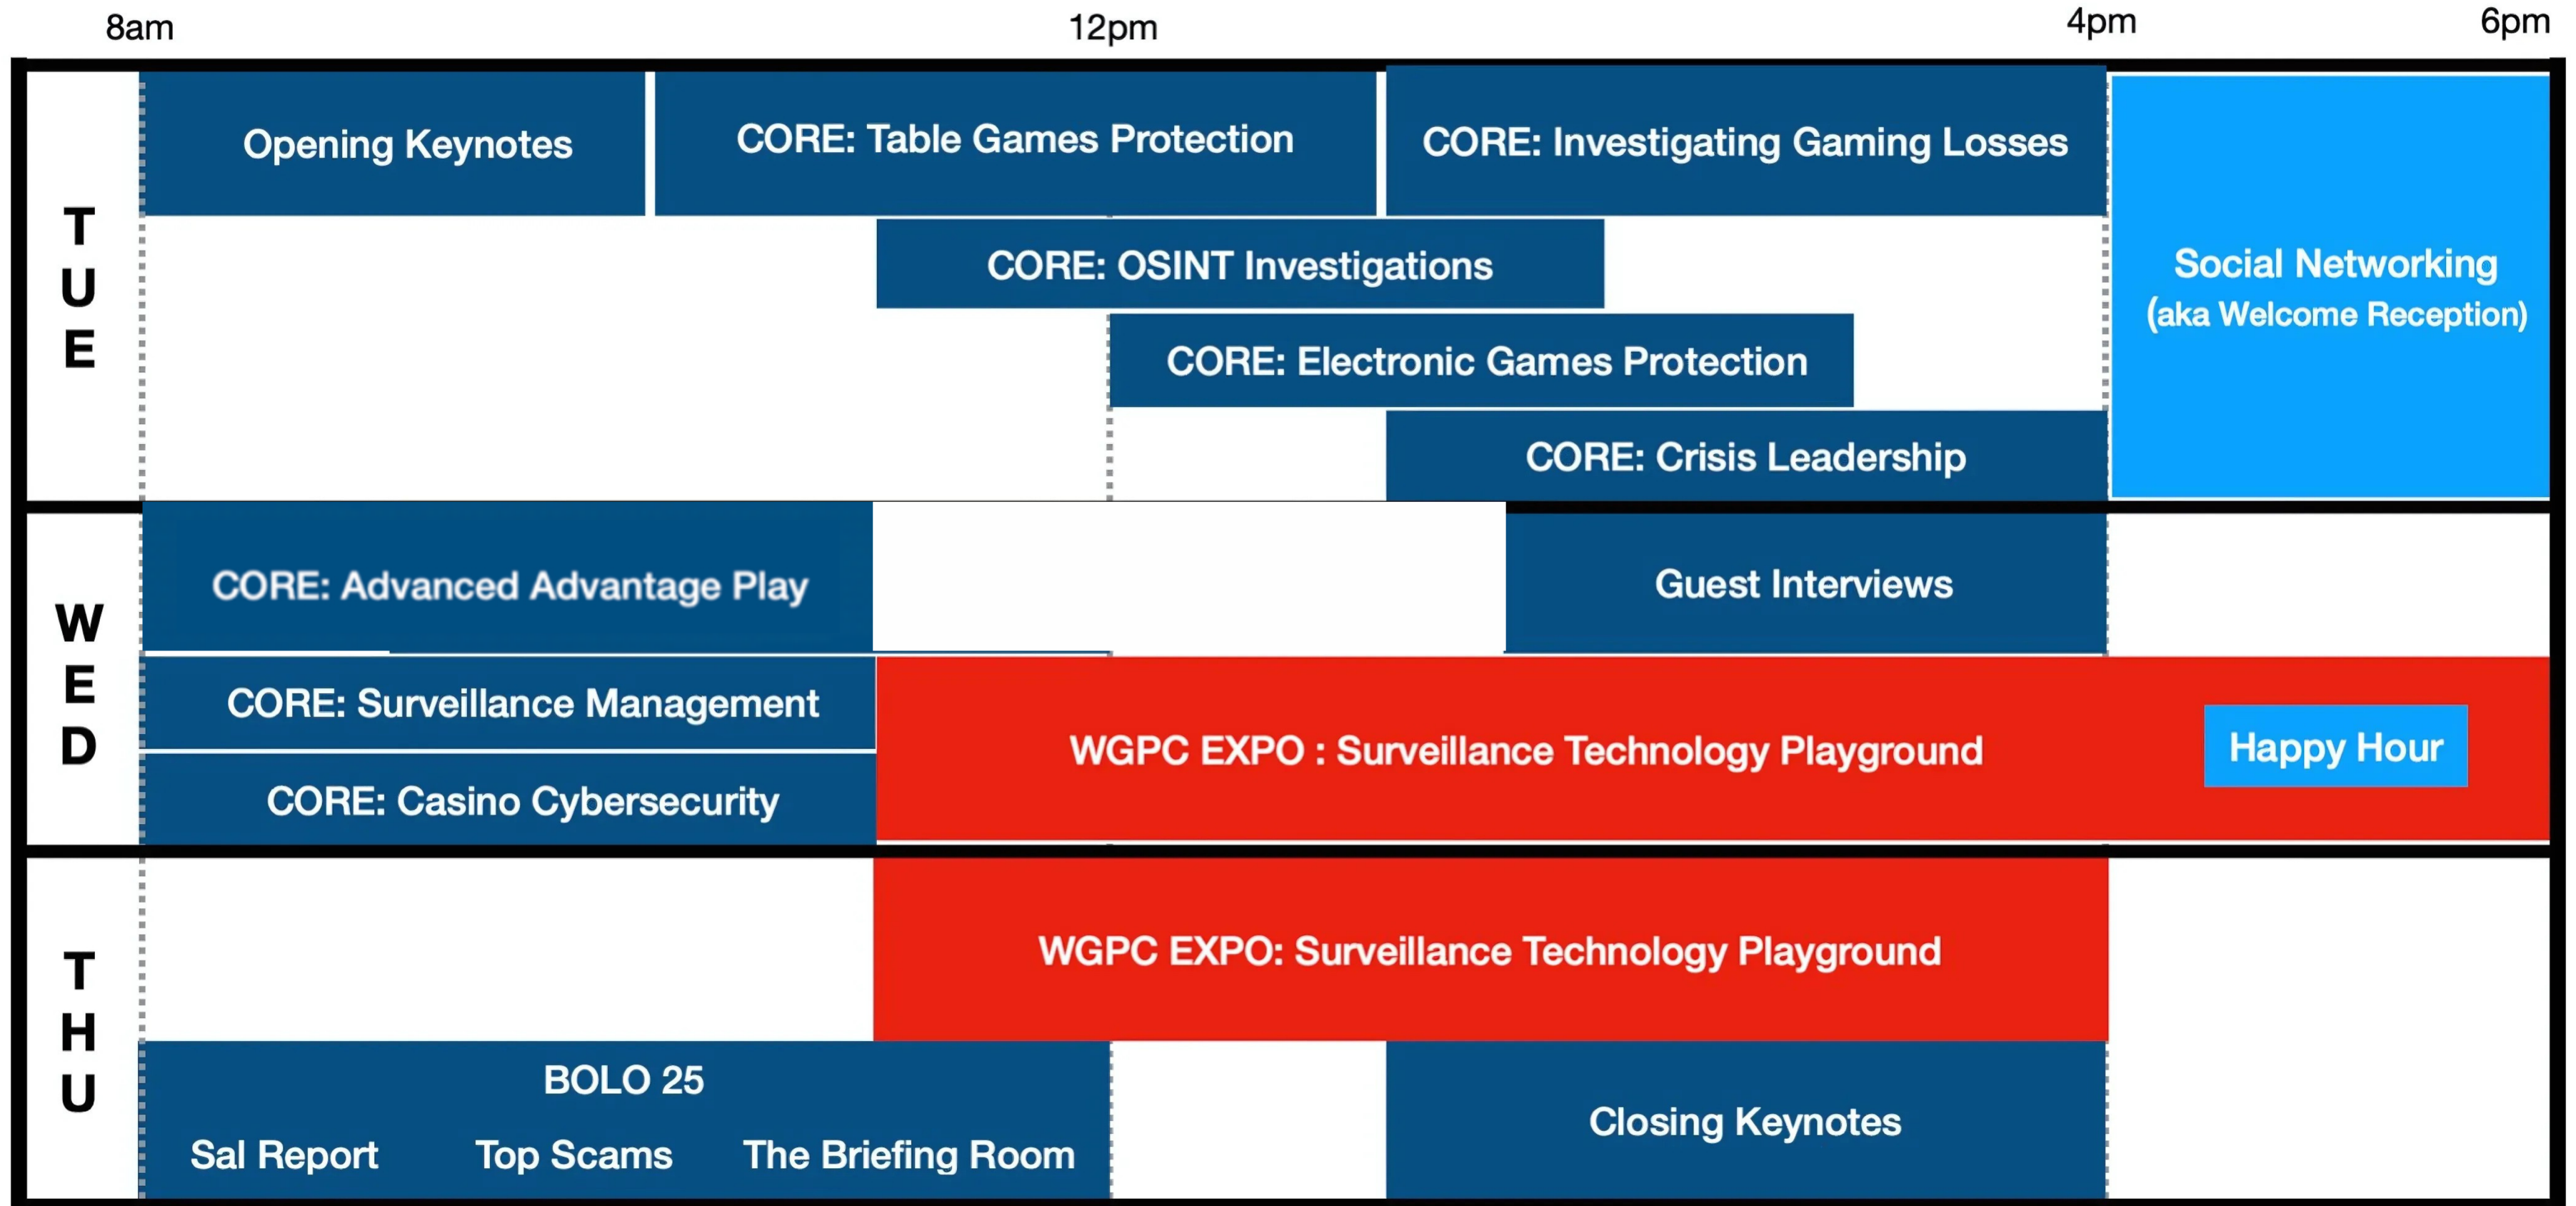 8am
12pm
4pm
6pm
TUE
Opening Keynotes
CORE: Table Games Protection
CORE: Investigating Gaming Losses
CORE: OSINT Investigations
CORE: Electronic Games Protection
CORE: Crisis Leadership
Social Networking
(aka Welcome Reception)
WED
CORE: Advanced Advantage Play
Guest Interviews
CORE: Surveillance Management
CORE: Casino Cybersecurity
WGPC EXPO : Surveillance Technology Playground
Happy Hour
THU
WGPC EXPO: Surveillance Technology Playground
BOLO 25
Sal Report
Top Scams
The Briefing Room
Closing Keynotes